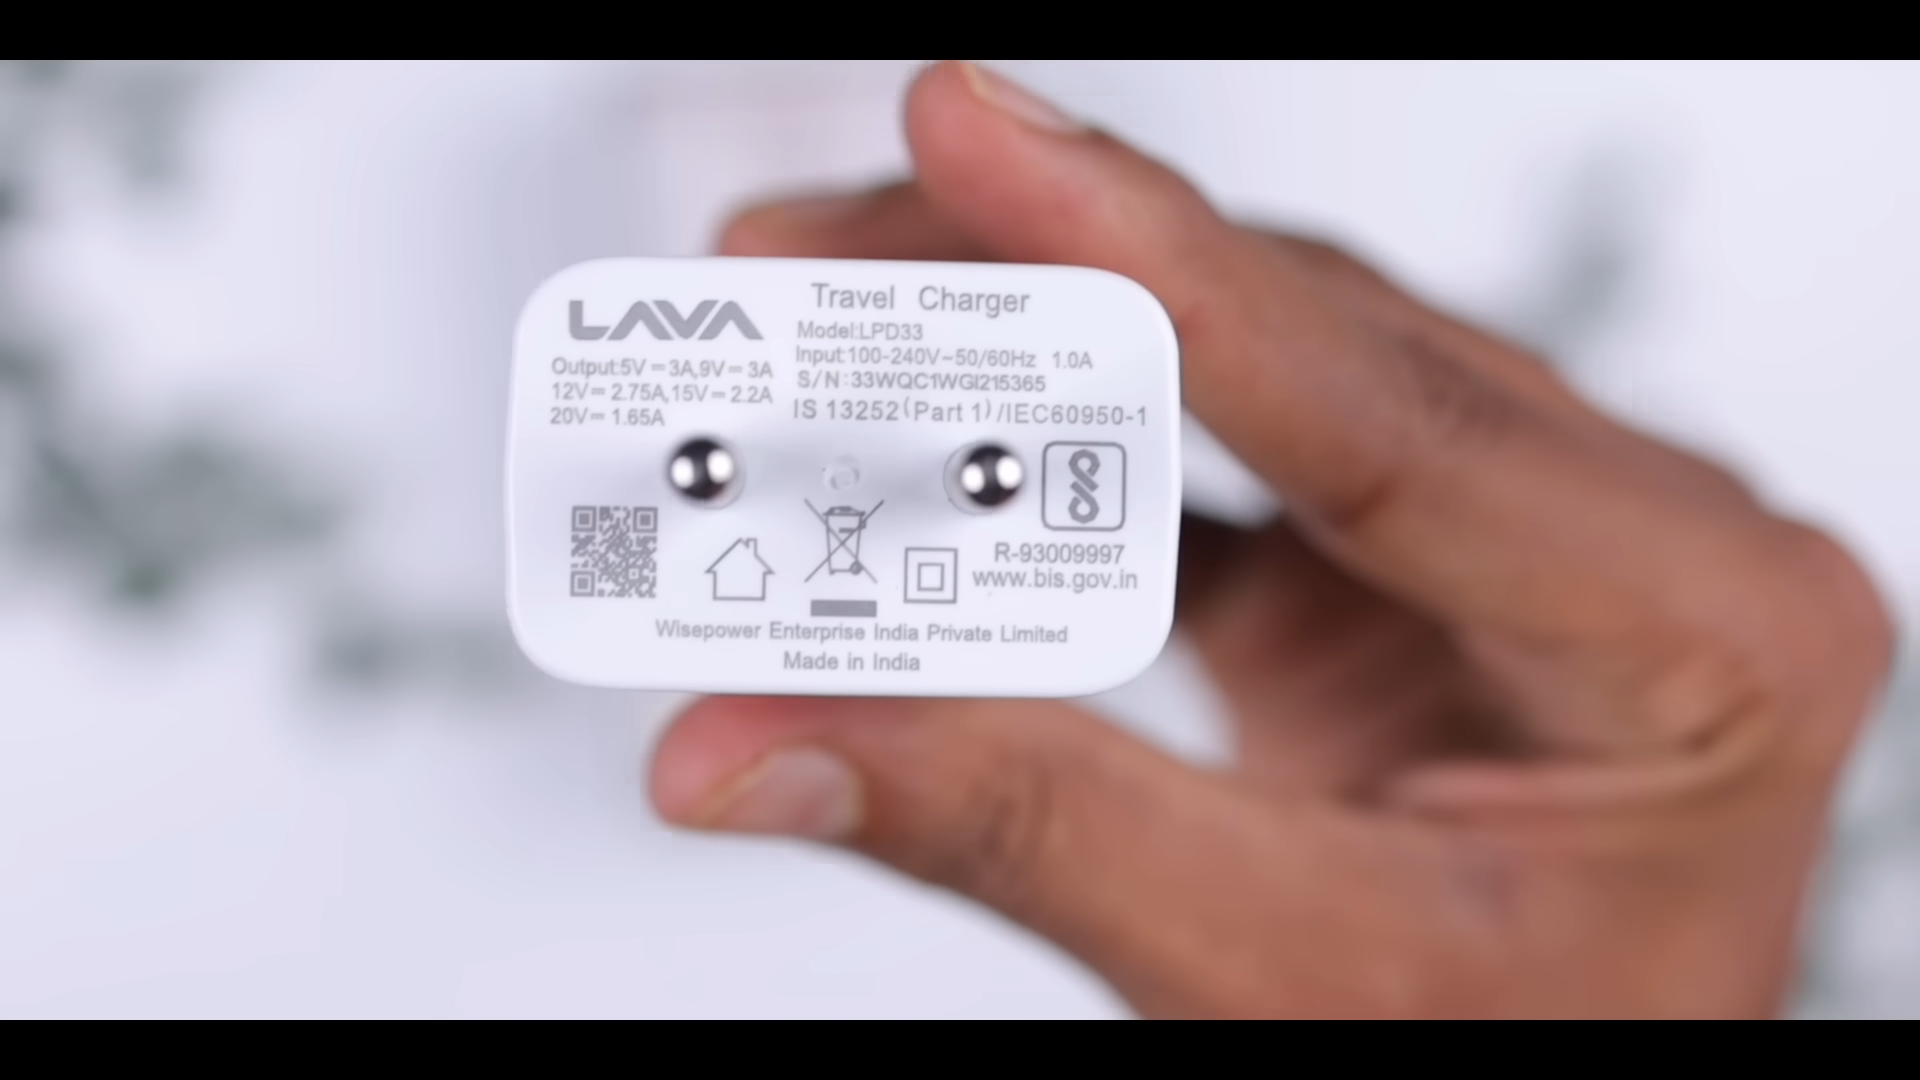 LAVA
Output:5V⎓3A,9V⎓3A
12V⎓2.75A,15V⎓2.2A
20V⎓1.65A
Travel Charger
Model:LPD33
Input:100-240V~50/60Hz 1.0A
S/N:33WQC1WGI215365
IS 13252(Part 1)/IEC60950-1
R-93009997
www.bis.gov.in
Wisepower Enterprise India Private Limited
Made in India